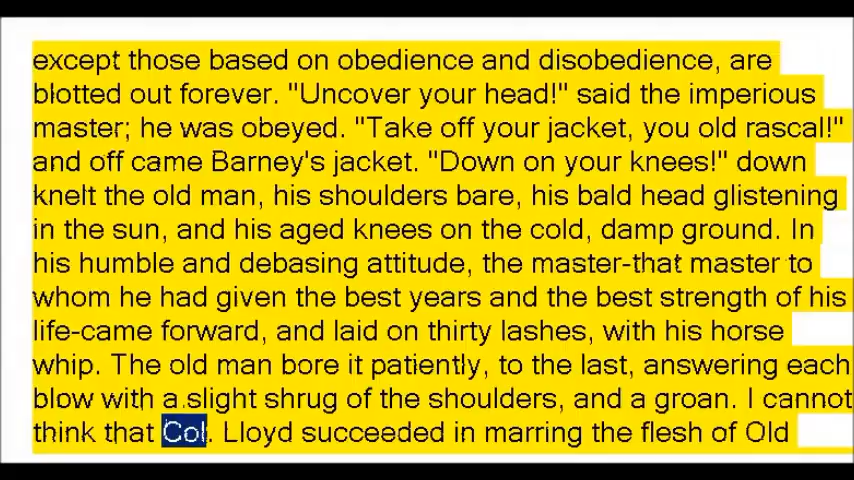 except those based on obedience and disobedience, are
blotted out forever. "Uncover your head!" said the imperious
master; he was obeyed. "Take off your jacket, you old rascal!"
and off came Barney's jacket. "Down on your knees!" down
knelt the old man, his shoulders bare, his bald head glistening
in the sun, and his aged knees on the cold, damp ground. In
his humble and debasing attitude, the master-that master to
whom he had given the best years and the best strength of his
life-came forward, and laid on thirty lashes, with his horse
whip. The old man bore it patiently, to the last, answering each
blow with a slight shrug of the shoulders, and a groan. I cannot
think that Col. Lloyd succeeded in marring the flesh of Old